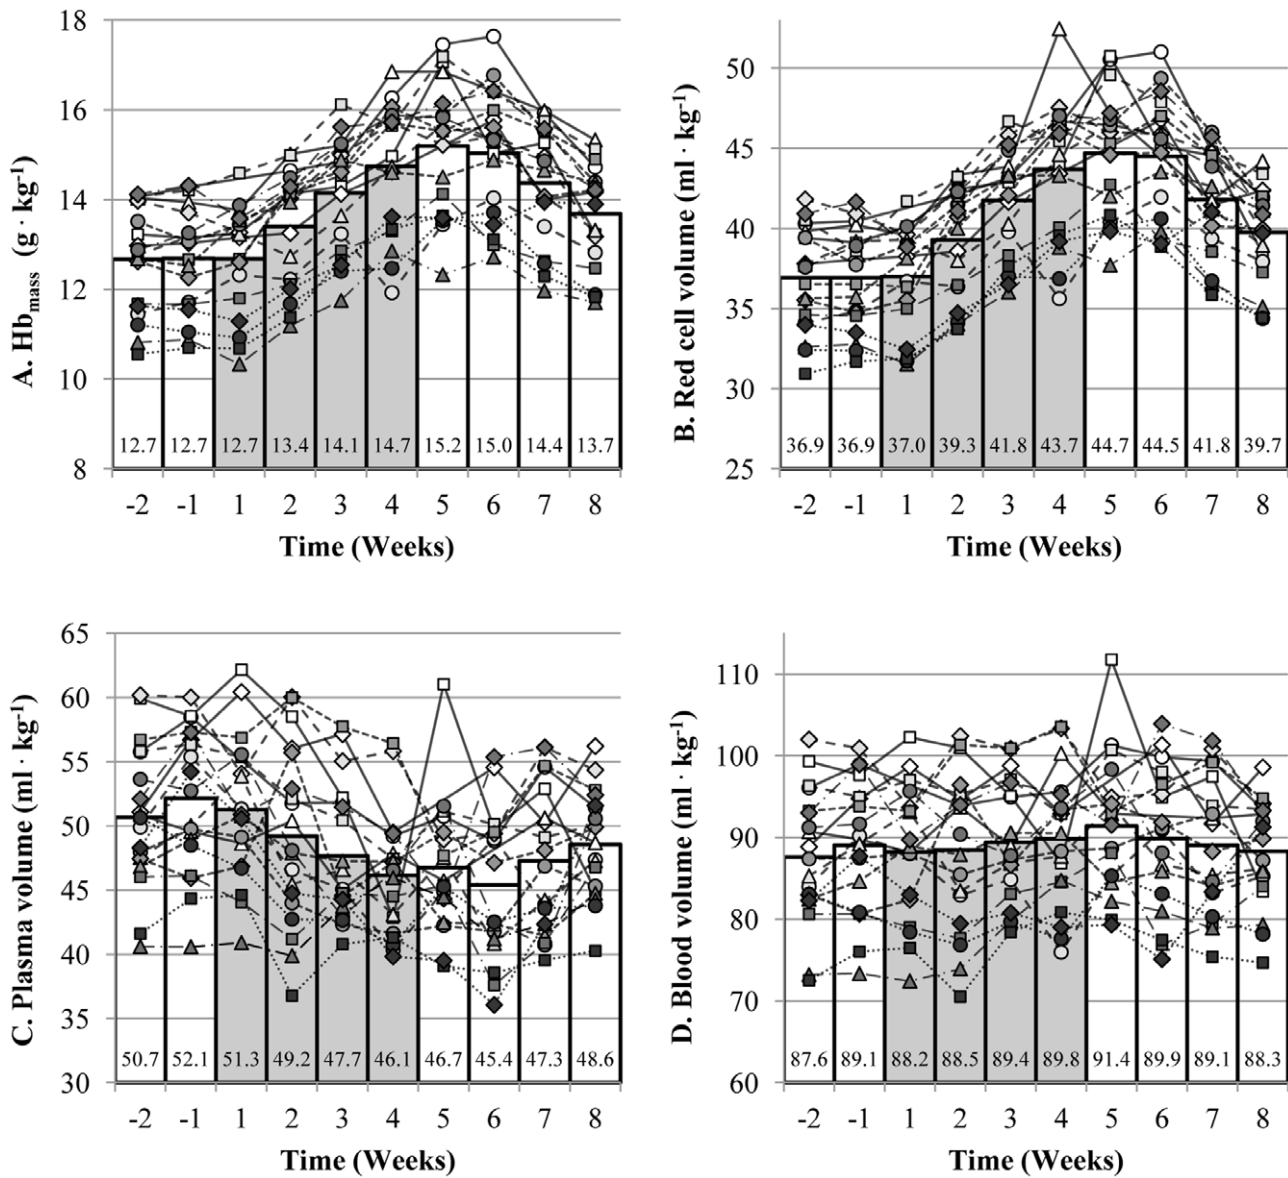 A. Hbmass (g · kg-1)
18
16
14
12
10
8
12.7 12.7 12.7 13.4 14.1 14.7 15.2 15.0 14.4 13.7
-2 -1 1 2 3 4 5 6 7 8
Time (Weeks)
B. Red cell volume (ml · kg-1)
50
45
40
35
30
25
36.9 36.9 37.0 39.3 41.8 43.7 44.7 44.5 41.8 39.7
-2 -1 1 2 3 4 5 6 7 8
Time (Weeks)
C. Plasma volume (ml · kg-1)
65
60
55
50
45
40
35
30
50.7 52.1 51.3 49.2 47.7 46.1 46.7 45.4 47.3 48.6
-2 -1 1 2 3 4 5 6 7 8
Time (Weeks)
D. Blood volume (ml · kg-1)
110
100
90
80
70
60
87.6 89.1 88.2 88.5 89.4 89.8 91.4 89.9 89.1 88.3
-2 -1 1 2 3 4 5 6 7 8
Time (Weeks)